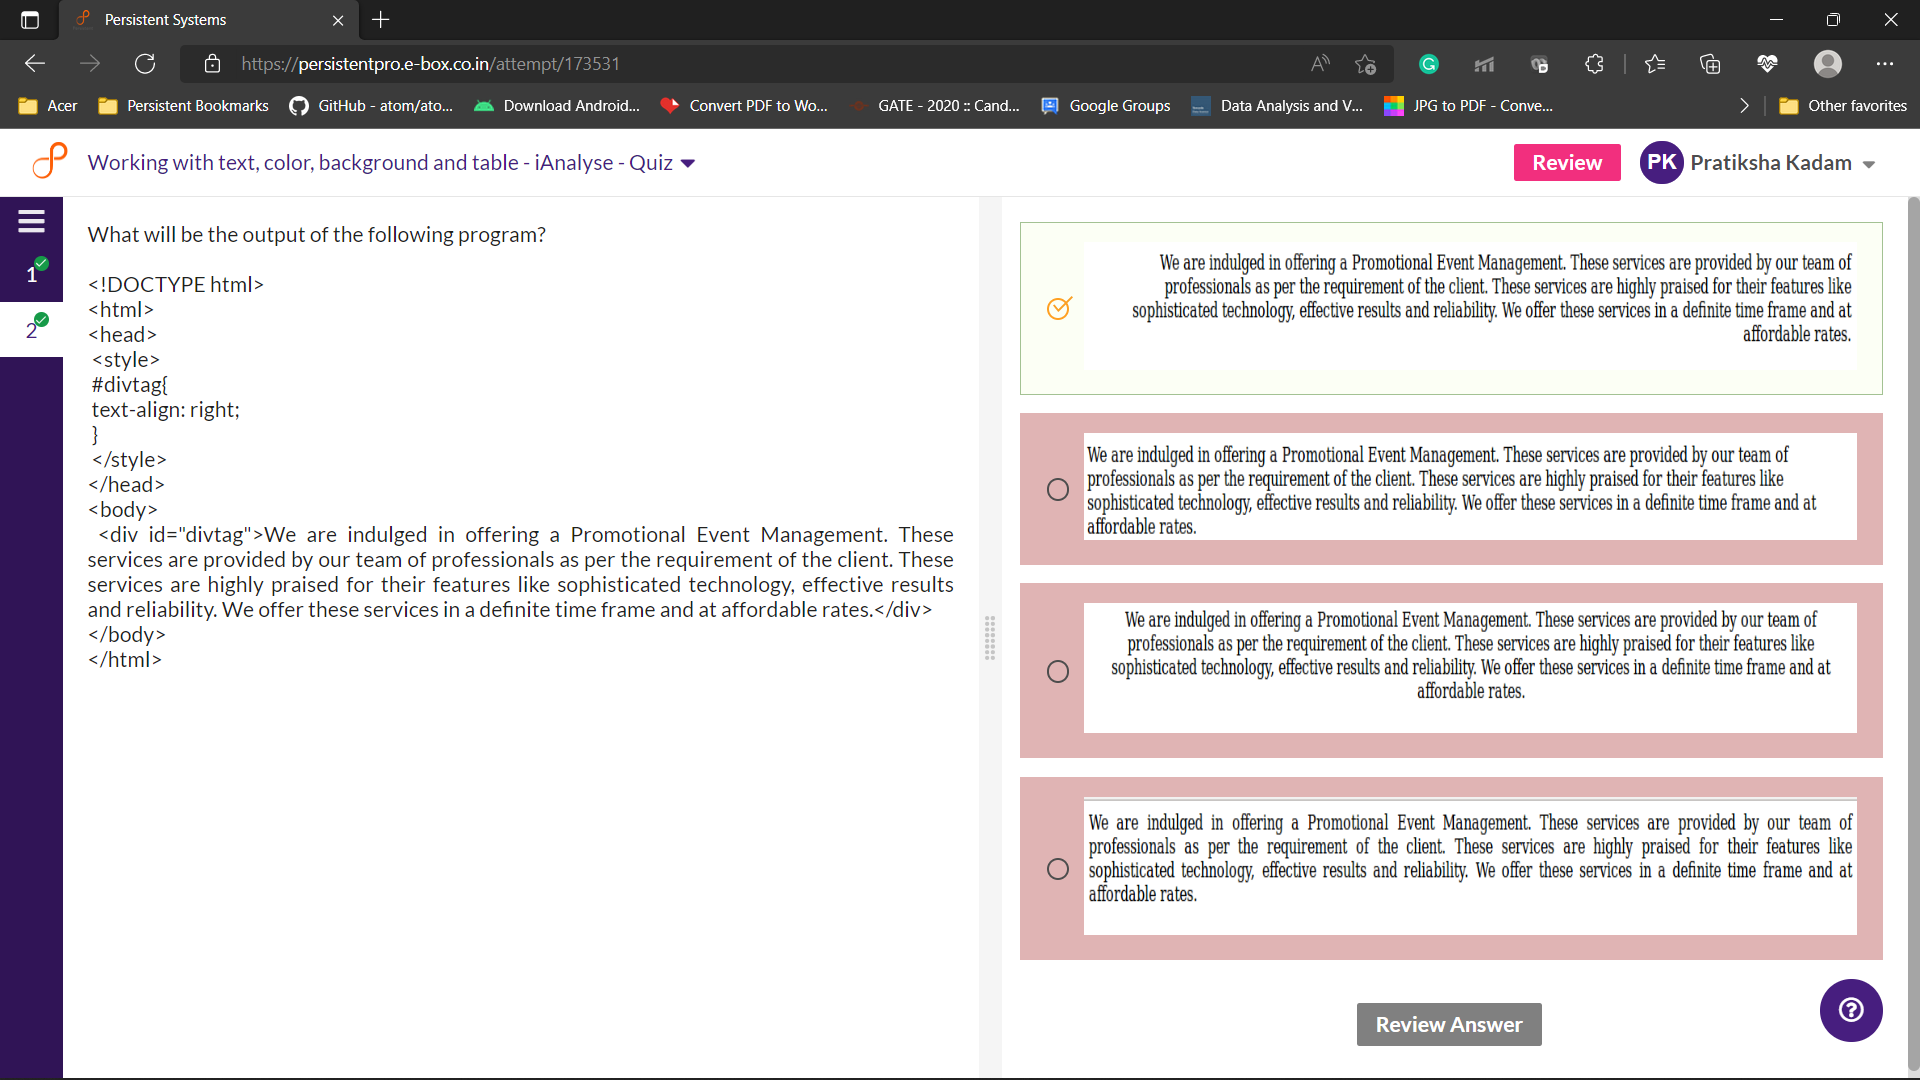 Persistent Systems
https://persistentpro.e-box.co.in/attempt/173531
Acer
Persistent Bookmarks
GitHub - atom/ato...
Download Android...
Convert PDF to Wo...
GATE - 2020 :: Cand...
Google Groups
Data Analysis and V...
JPG to PDF - Conve...
Other favorites
Working with text, color, background and table - iAnalyse - Quiz
Review
PK
Pratiksha Kadam
1
2
What will be the output of the following program?
<!DOCTYPE html>
<html>
<head>
<style>
#divtag{
text-align: right;
}
</style>
</head>
<body>
<div id="divtag">We are indulged in offering a Promotional Event Management. These
services are provided by our team of professionals as per the requirement of the client. These
services are highly praised for their features like sophisticated technology, effective results
and reliability. We offer these services in a definite time frame and at affordable rates.</div>
</body>
</html>
We are indulged in offering a Promotional Event Management. These services are provided by our team of
professionals as per the requirement of the client. These services are highly praised for their features like
sophisticated technology, effective results and reliability. We offer these services in a definite time frame and at
affordable rates.
We are indulged in offering a Promotional Event Management. These services are provided by our team of
professionals as per the requirement of the client. These services are highly praised for their features like
sophisticated technology, effective results and reliability. We offer these services in a definite time frame and at
affordable rates.
We are indulged in offering a Promotional Event Management. These services are provided by our team of
professionals as per the requirement of the client. These services are highly praised for their features like
sophisticated technology, effective results and reliability. We offer these services in a definite time frame and at
affordable rates.
We are indulged in offering a Promotional Event Management. These services are provided by our team of
professionals as per the requirement of the client. These services are highly praised for their features like
sophisticated technology, effective results and reliability. We offer these services in a definite time frame and at
affordable rates.
Review Answer